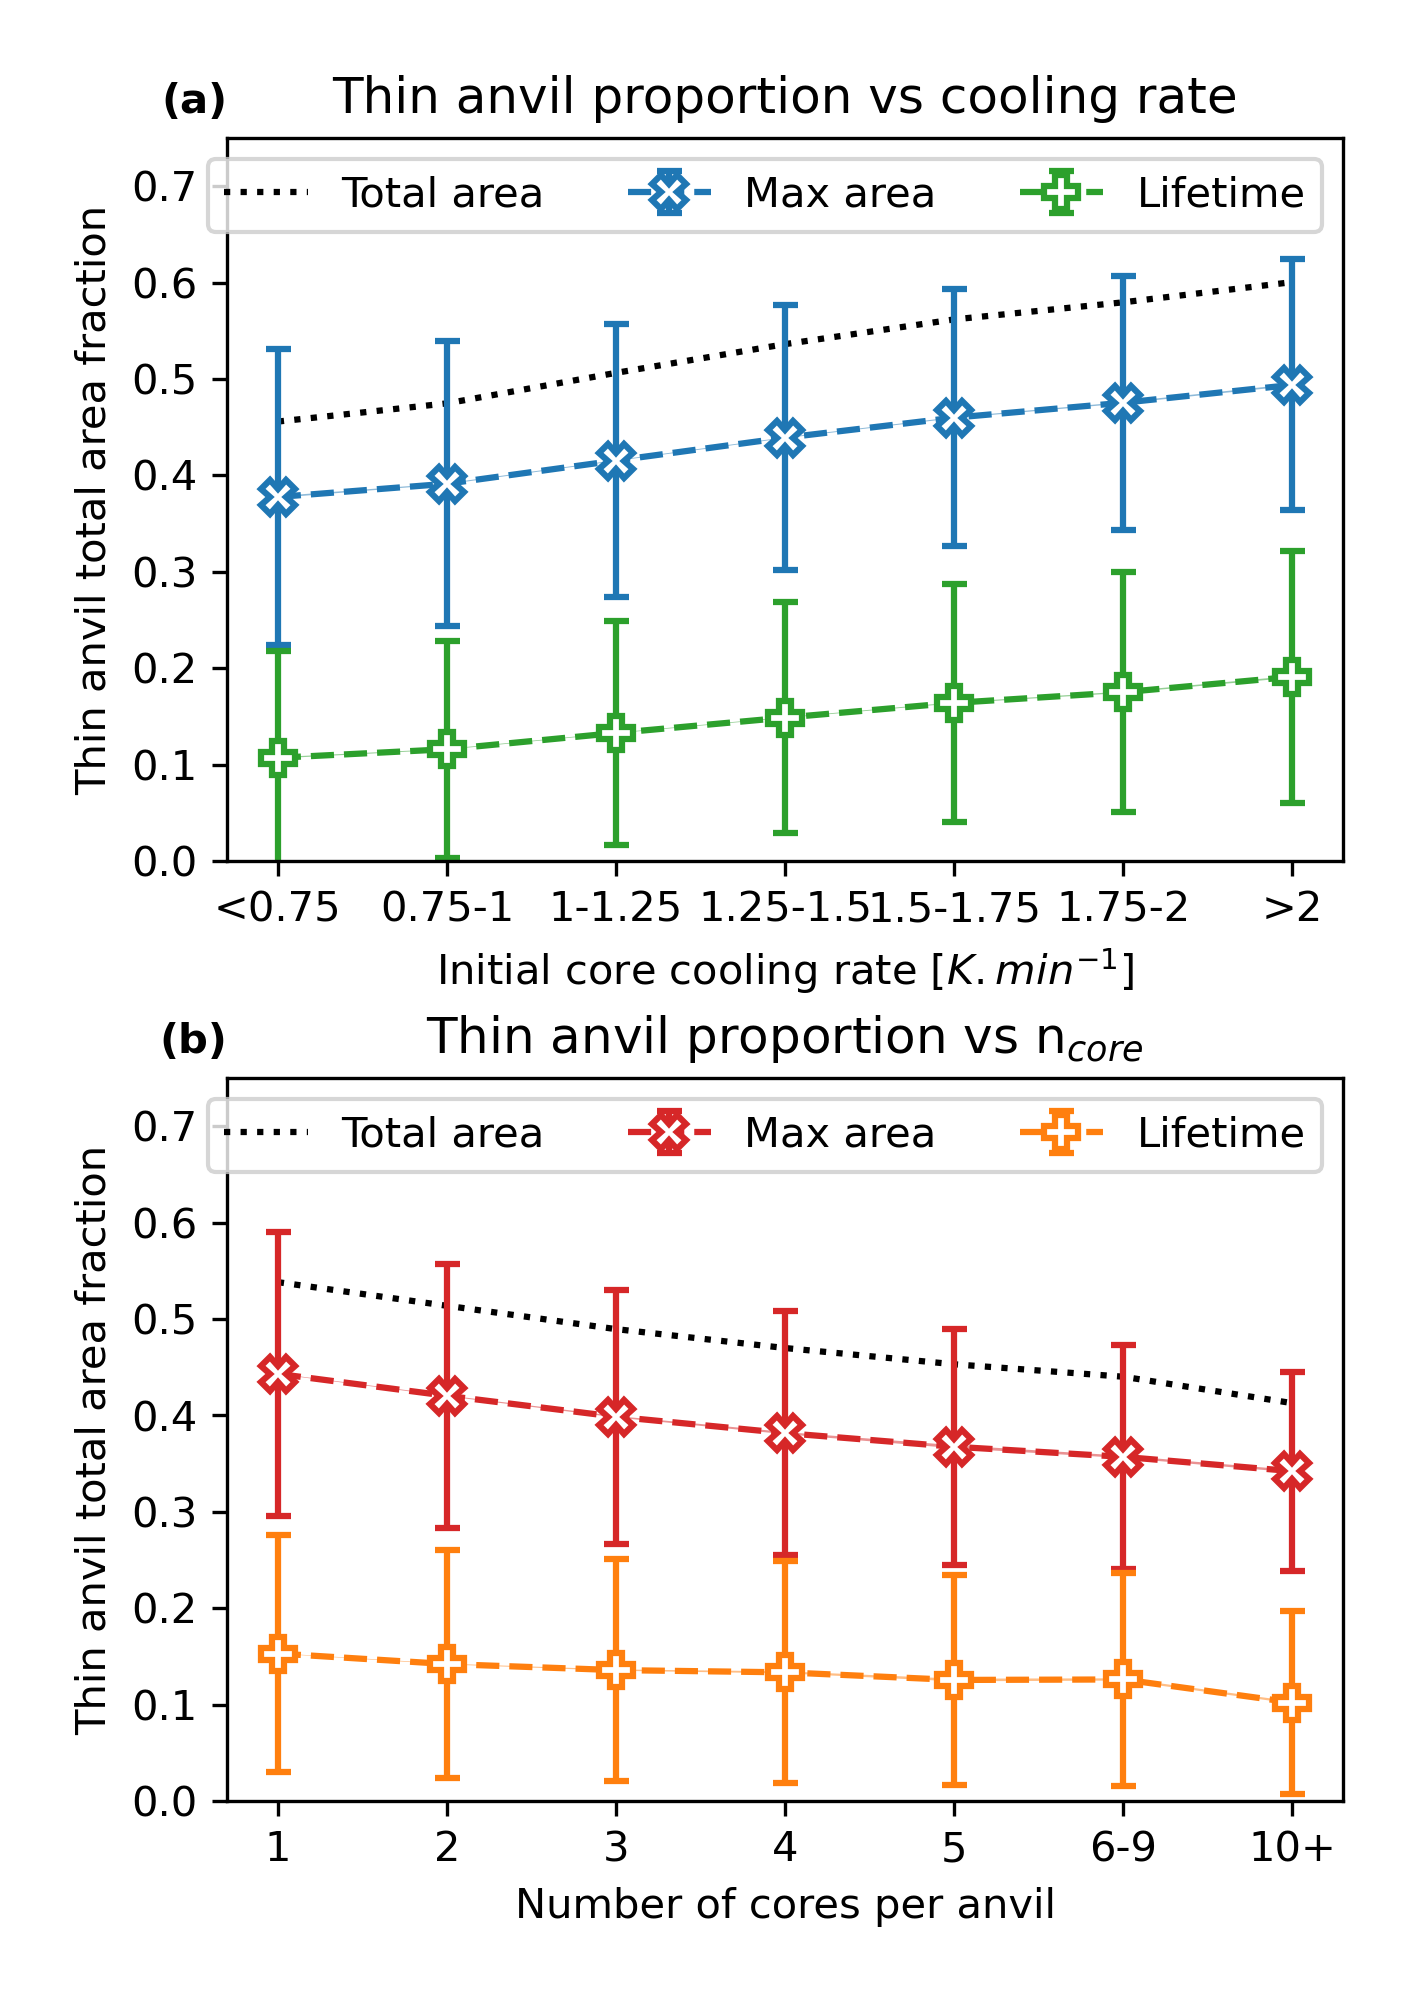 (a) Thin anvil proportion vs cooling rate
Total area Max area Lifetime
Thin anvil total area fraction
0.7
0.6
0.5
0.4
0.3
0.2
0.1
0.0
<0.75 0.75-1 1-1.25 1.25-1.5 1.5-1.75 1.75-2 >2
Initial core cooling rate [K.min⁻¹]
(b) Thin anvil proportion vs n_core
Total area Max area Lifetime
Thin anvil total area fraction
0.7
0.6
0.5
0.4
0.3
0.2
0.1
0.0
1 2 3 4 5 6-9 10+
Number of cores per anvil